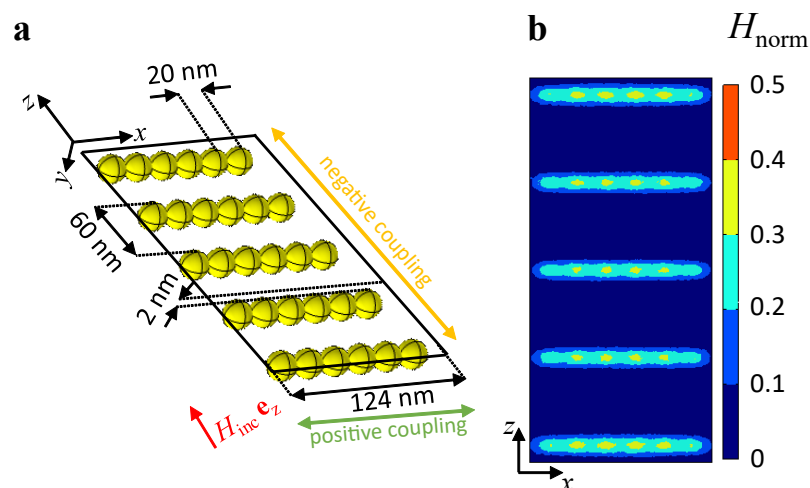 a
20 nm
z
x
y
negative coupling
60 nm
2 nm
124 nm
H_inc e_z
positive coupling
b
H_norm
0.5
0.4
0.3
0.2
0.1
0
z
x